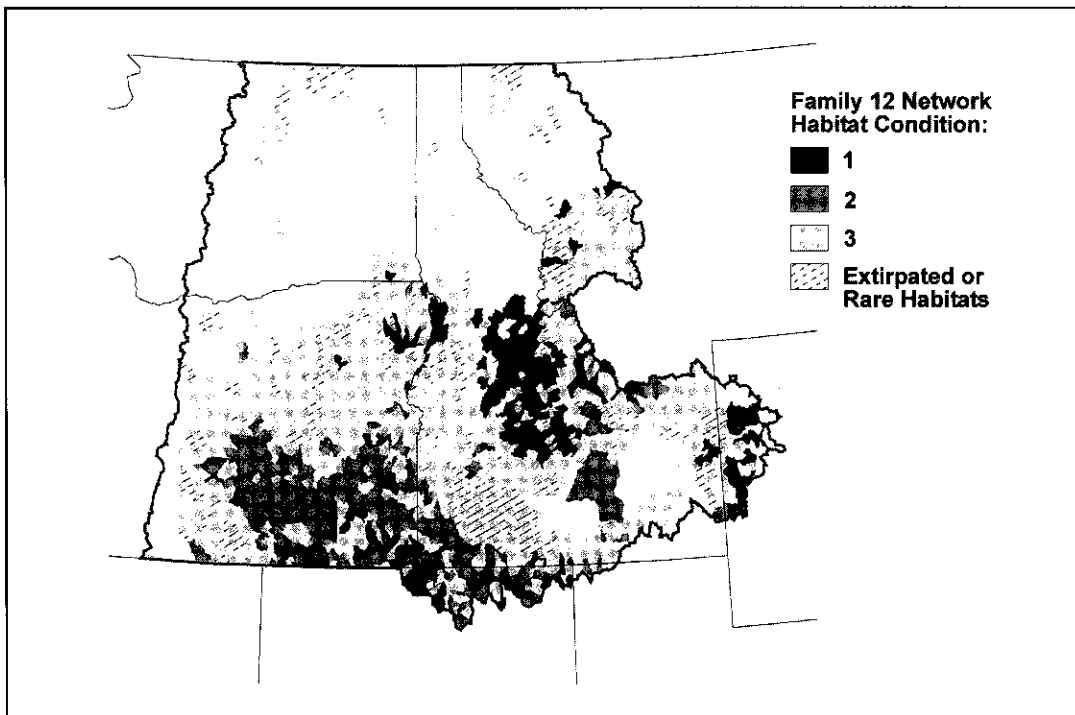 Family 12 Network
Habitat Condition:
1
2
3
Extirpated or
Rare Habitats